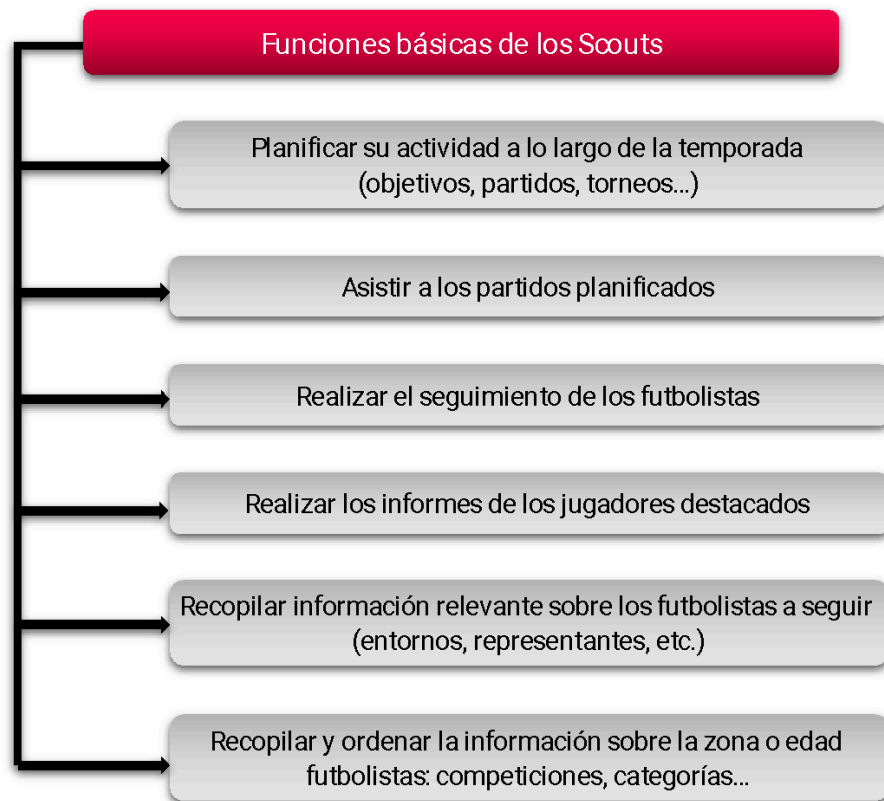 Funciones básicas de los Scouts
Planificar su actividad a lo largo de la temporada
(objetivos, partidos, torneos...)
Asistir a los partidos planificados
Realizar el seguimiento de los futbolistas
Realizar los informes de los jugadores destacados
Recopilar información relevante sobre los futbolistas a seguir
(entornos, representantes, etc.)
Recopilar y ordenar la información sobre la zona o edad
futbolistas: competiciones, categorías...